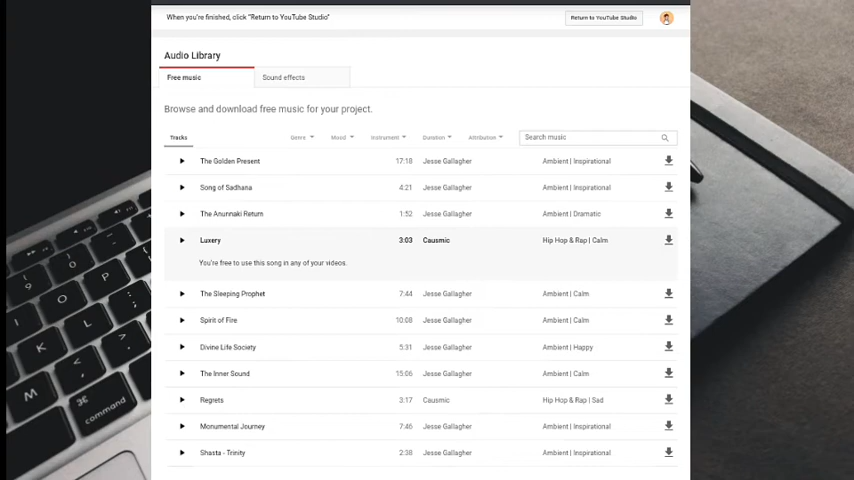 When you're finished, click "Return to YouTube Studio"
Return to YouTube Studio
Audio Library
Free music
Sound effects
Browse and download free music for your project.
Tracks Genre Mood Instrument Duration Attribution Search music
The Golden Present 17:18 Jesse Gallagher Ambient | Inspirational
Song of Sadhana 4:21 Jesse Gallagher Ambient | Inspirational
The Anunnaki Return 1:52 Jesse Gallagher Ambient | Dramatic
Luxery 3:03 Causmic Hip Hop & Rap | Calm
You're free to use this song in any of your videos.
The Sleeping Prophet 7:44 Jesse Gallagher Ambient | Calm
Spirit of Fire 10:08 Jesse Gallagher Ambient | Calm
Divine Life Society 5:31 Jesse Gallagher Ambient | Happy
The Inner Sound 15:06 Jesse Gallagher Ambient | Calm
Regrets 3:17 Causmic Hip Hop & Rap | Sad
Monumental Journey 7:46 Jesse Gallagher Ambient | Inspirational
Shasta - Trinity 2:38 Jesse Gallagher Ambient | Inspirational
I
O
P
K
L
M
command